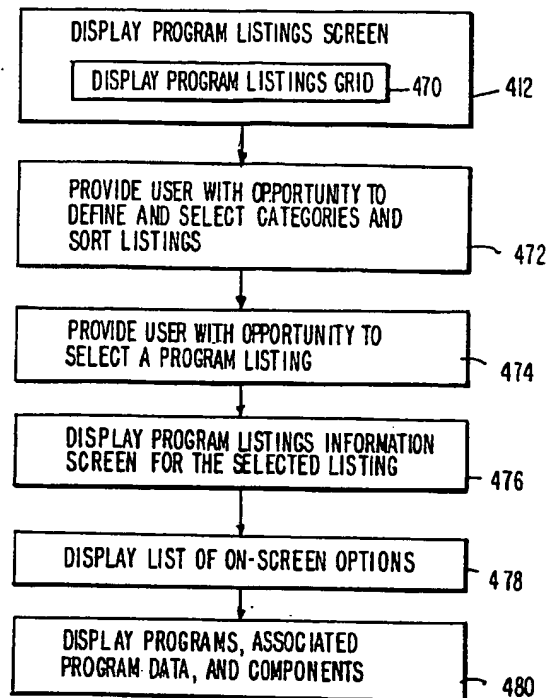 DISPLAY PROGRAM LISTINGS SCREEN
DISPLAY PROGRAM LISTINGS GRID
470
412
PROVIDE USER WITH OPPORTUNITY TO
DEFINE AND SELECT CATEGORIES AND
SORT LISTINGS
472
PROVIDE USER WITH OPPORTUNITY TO
SELECT A PROGRAM LISTING
474
DISPLAY PROGRAM LISTINGS INFORMATION
SCREEN FOR THE SELECTED LISTING
476
DISPLAY LIST OF ON-SCREEN OPTIONS
478
DISPLAY PROGRAMS, ASSOCIATED
PROGRAM DATA, AND COMPONENTS
480